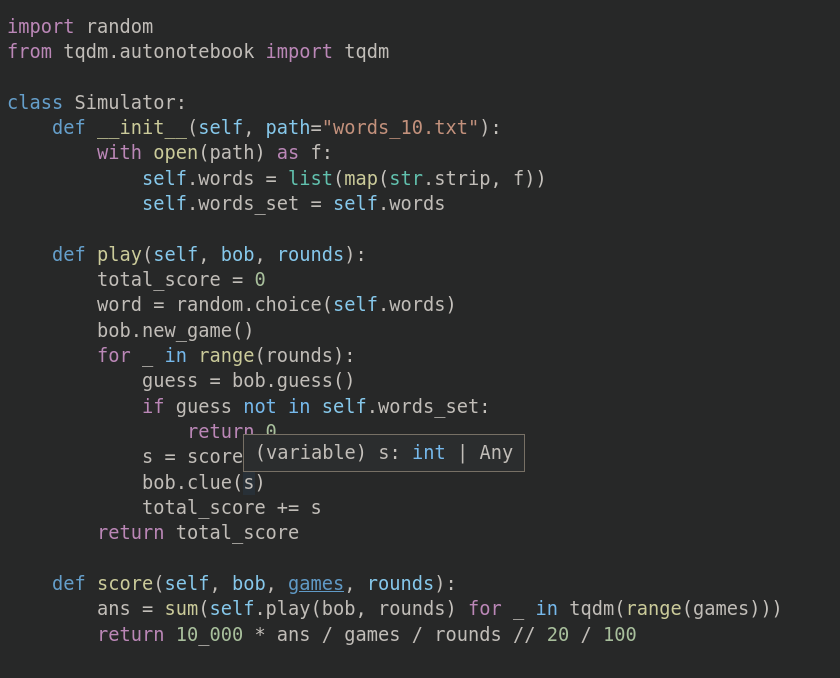 import random
from tqdm.autonotebook import tqdm

class Simulator:
    def __init__(self, path="words_10.txt"):
        with open(path) as f:
            self.words = list(map(str.strip, f))
            self.words_set = self.words

    def play(self, bob, rounds):
        total_score = 0
        word = random.choice(self.words)
        bob.new_game()
        for _ in range(rounds):
            guess = bob.guess()
            if guess not in self.words_set:
                return 0
            s = score
(variable) s: int | Any
            bob.clue(s)
            total_score += s
        return total_score

    def score(self, bob, games, rounds):
        ans = sum(self.play(bob, rounds) for _ in tqdm(range(games)))
        return 10_000 * ans / games / rounds // 20 / 100